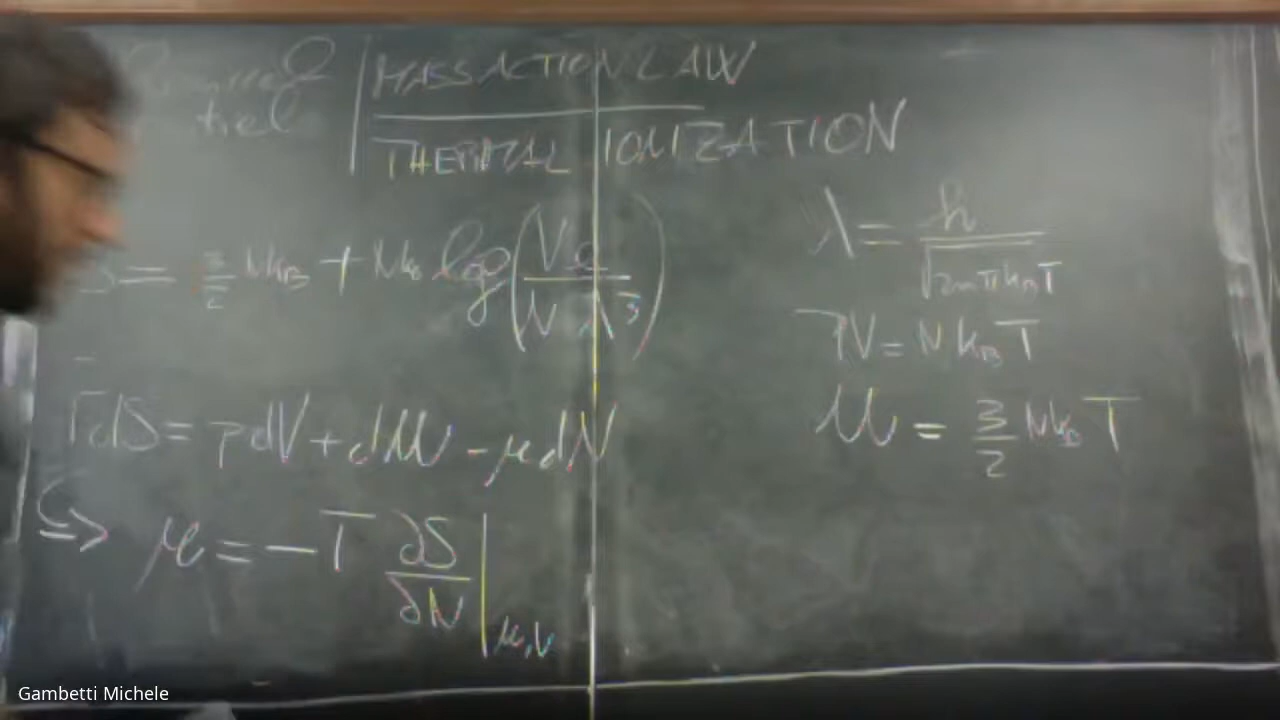 MASS ACTION LAW
THERMAL IONIZATION
S = 3/2 Nk_B + Nk_B log(Ve/Nλ³)
λ = h/√(2mπk_BT)
PV = Nk_BT
U = 3/2 Nk_BT
TdS = pdV + dU - μdN
↪ μ = -T ∂S/∂N |_{U,V}
Gambetti Michele